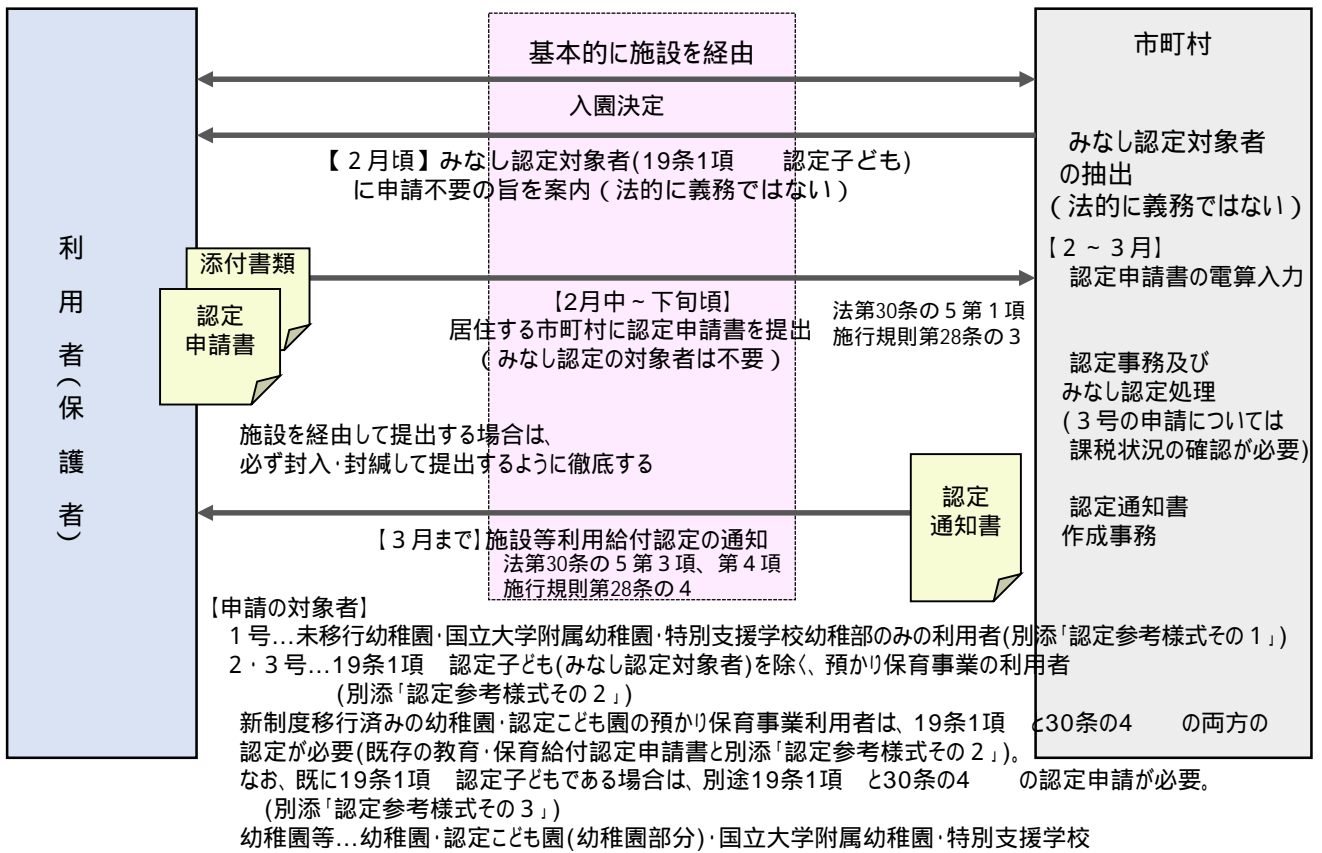 市町村
基本的に施設を経由
入園決定
【２月頃】みなし認定対象者(19条1項　　認定子ども)
に申請不要の旨を案内（法的に義務ではない）
みなし認定対象者
の抽出
（法的に義務ではない）
利用者(保護者)
添付書類
認定
申請書
【2月中～下旬頃】
居住する市町村に認定申請書を提出
（みなし認定の対象者は不要）
法第30条の５第１項
施行規則第28条の３
【２～３月】
認定申請書の電算入力
認定事務及び
みなし認定処理
(３号の申請については
課税状況の確認が必要)
施設を経由して提出する場合は、
必ず封入・封緘して提出するように徹底する
認定
通知書
認定通知書
作成事務
【３月まで】施設等利用給付認定の通知
法第30条の５第３項、第４項
施行規則第28条の４
【申請の対象者】
１号…未移行幼稚園・国立大学附属幼稚園・特別支援学校幼稚部のみの利用者(別添「認定参考様式その１」)
２・３号…19条1項　認定子ども(みなし認定対象者)を除く、預かり保育事業の利用者
(別添「認定参考様式その２」)
新制度移行済みの幼稚園・認定こども園の預かり保育事業利用者は、19条1項　と30条の4　　の両方の
認定が必要(既存の教育・保育給付認定申請書と別添「認定参考様式その２」)。
なお、既に19条1項　認定子どもである場合は、別途19条1項　と30条の4　　の認定申請が必要。
(別添「認定参考様式その３」)
幼稚園等…幼稚園・認定こども園(幼稚園部分)・国立大学附属幼稚園・特別支援学校